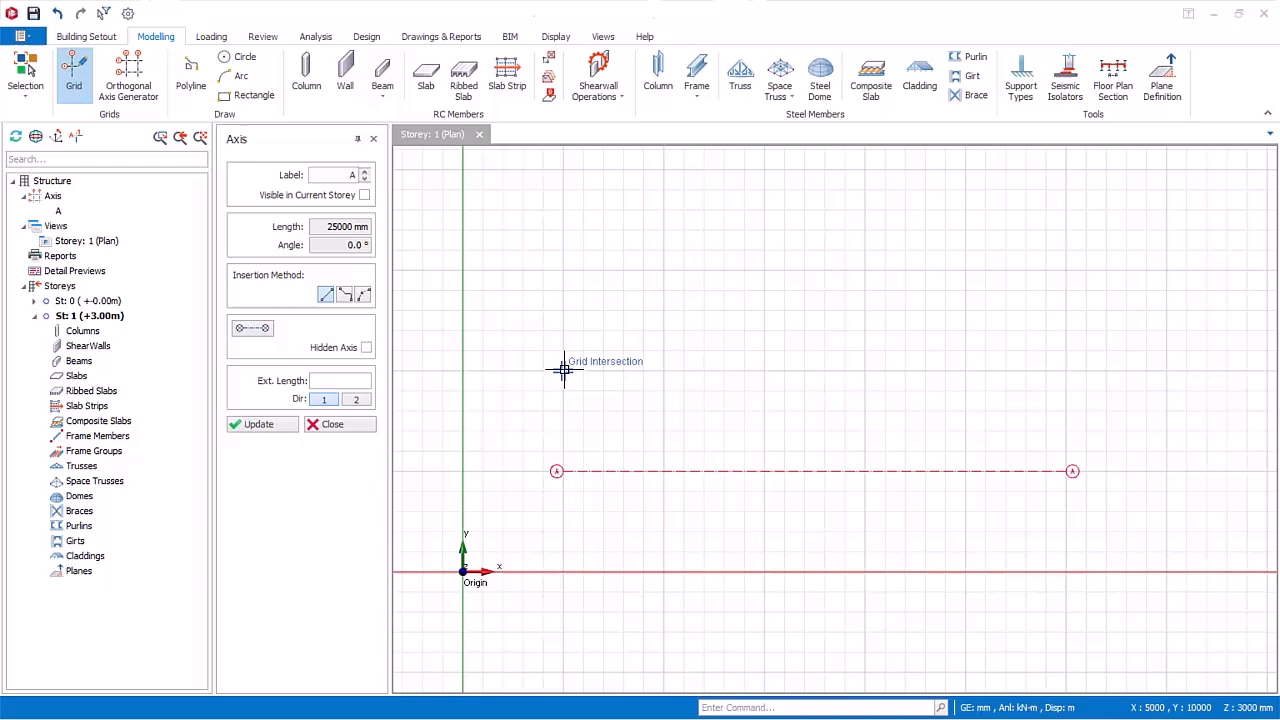 Building Setout Modelling Loading Review Analysis Design Drawings & Reports BIM Display Views Help
Selection
Grid
Orthogonal
Axis Generator
Polyline
Circle
Arc
Rectangle
Column
Wall
Beam
Slab
Ribbed
Slab
Slab Strip
Shearwall
Operations
Column
Frame
Truss
Space
Truss
Steel
Dome
Composite
Slab
Cladding
Purlin
Girt
Brace
Support
Types
Seismic
Isolators
Floor Plan
Section
Plane
Definition
Grids Draw RC Members Steel Members Tools
Search...
Structure
Axis
A
Views
Storey: 1 (Plan)
Reports
Detail Previews
Storeys
St: 0 ( +-0.00m)
St: 1 (+3.00m)
Columns
ShearWalls
Beams
Slabs
Ribbed Slabs
Slab Strips
Composite Slabs
Frame Members
Frame Groups
Trusses
Space Trusses
Domes
Braces
Purlins
Girts
Claddings
Planes
Axis
Label: A
Visible in Current Storey
Length: 25000 mm
Angle: 0.0 °
Insertion Method:
Hidden Axis
Ext. Length:
Dir: 1 2
Update Close
Storey: 1 (Plan)
Grid Intersection
A A
y
z x
Origin
Enter Command... GE: mm , Anl: kN-m , Disp: m X : 5000 , Y : 10000 Z : 3000 mm